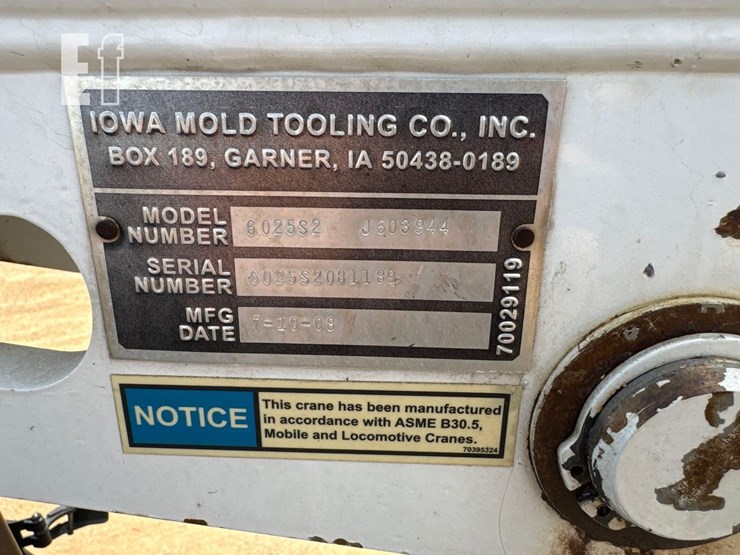 Ef
IOWA MOLD TOOLING CO., INC.
BOX 189, GARNER, IA 50438-0189
MODEL NUMBER 6025S2 J603944
SERIAL NUMBER 6025S2081199
MFG DATE 7-10-08
70029119
NOTICE
This crane has been manufactured
in accordance with ASME B30.5,
Mobile and Locomotive Cranes.
70395324